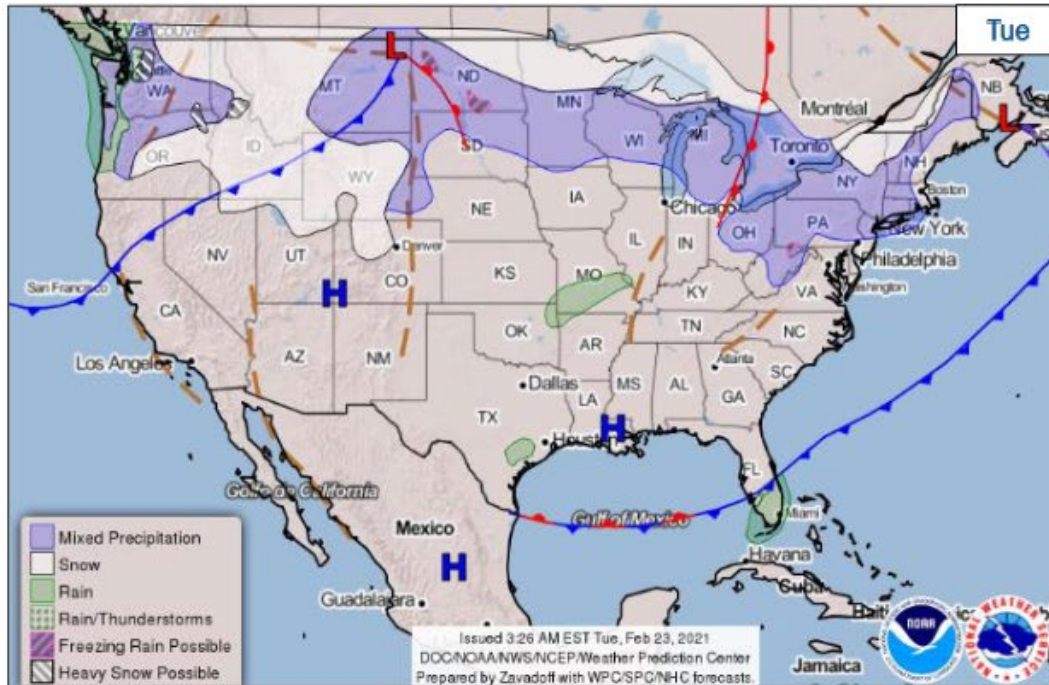 Tue
Vancouver
WA
MT
ND
MN
Montréal
NB
OR
ID
SD
WI
MI
Toronto
NH
WY
NY
Boston
NE
IA
Chicago
OH
PA
New York
NV
UT
Denver
IL
IN
Philadelphia
San Francisco
CO
KS
MO
KY
VA
Washington
CA
OK
TN
NC
Los Angeles
AZ
NM
AR
Atlanta
SC
Dallas
MS
AL
GA
TX
LA
Houst
FL
Golfo de California
Mexico
Gulf of Mexico
Miami
Havana
Cuba
Guadalajara
Jamaica
L
L
H
H
H
Mixed Precipitation
Snow
Rain
Rain/Thunderstorms
Freezing Rain Possible
Heavy Snow Possible
Issued 3:26 AM EST Tue, Feb 23, 2021
DOC/NOAA/NWS/NCEP/Weather Prediction Center
Prepared by Zavadoff with WPC/SPC/NHC forecasts.
NOAA
NATIONAL WEATHER SERVICE